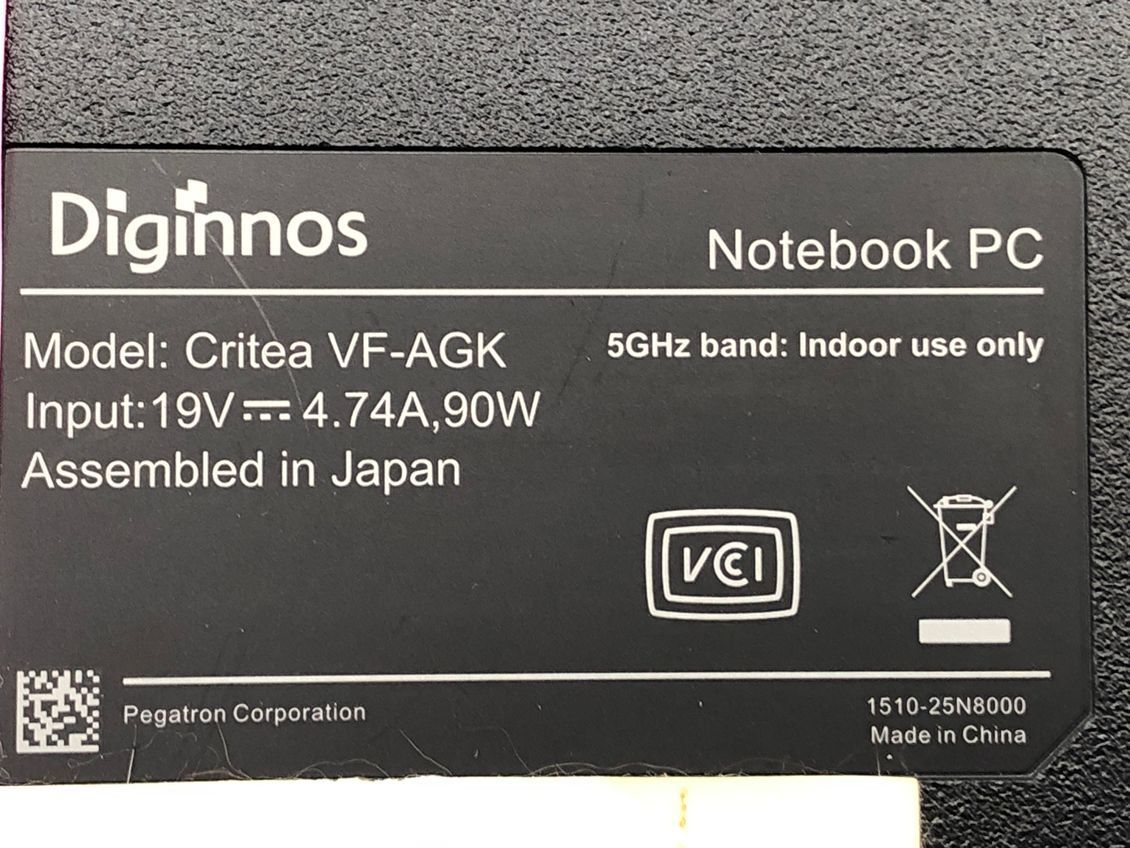 Diginnos
Notebook PC
Model: Critea VF-AGK
5GHz band: Indoor use only
Input:19V⎓4.74A,90W
Assembled in Japan
VCCI
Pegatron Corporation
1510-25N8000
Made in China